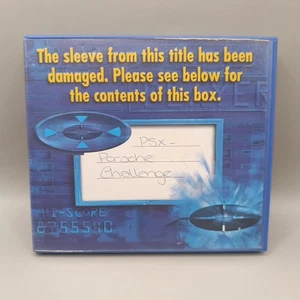 The sleeve from this title has been
damaged. Please see below for
the contents of this box.
PSX -
Porsche
Challenge
HI-SCORE